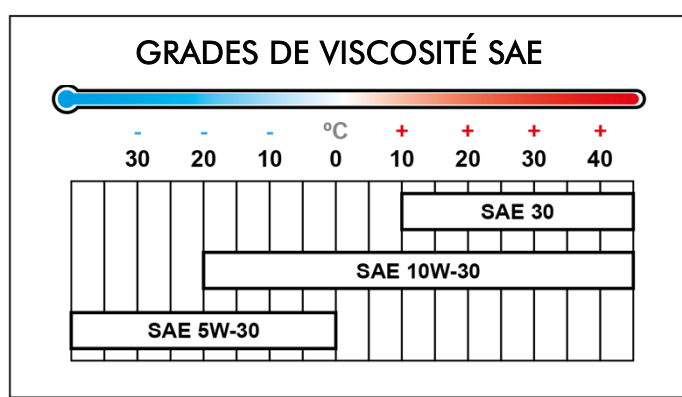 GRADES DE VISCOSITÉ SAE
- - - ºC + + + +
30 20 10 0 10 20 30 40
SAE 30
SAE 10W-30
SAE 5W-30